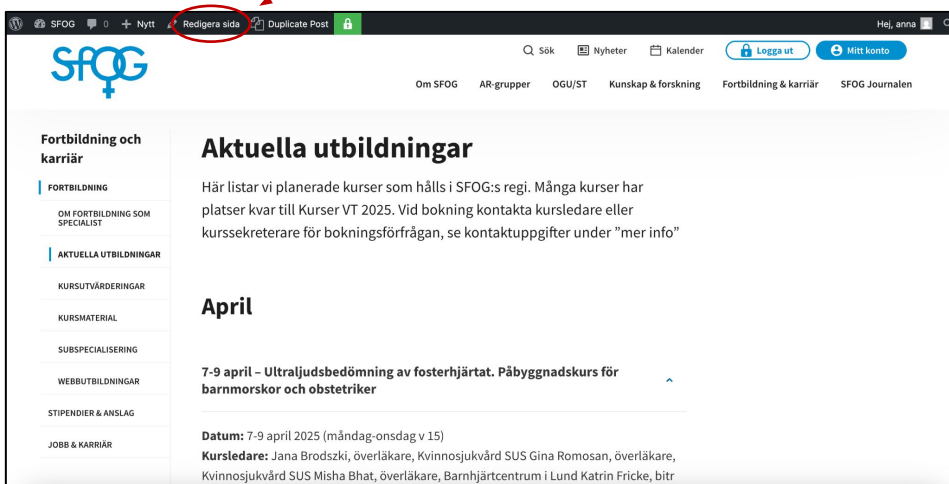 SFOG 0 + Nytt Redigera sida Duplicate Post Hej, anna
SFOG
Sök Nyheter Kalender Logga ut Mitt konto
Om SFOG AR-grupper OGU/ST Kunskap & forskning Fortbildning & karriär SFOG Journalen
Fortbildning och
karriär
FORTBILDNING
OM FORTBILDNING SOM
SPECIALIST
AKTUELLA UTBILDNINGAR
KURSUTVÄRDERINGAR
KURSMATERIAL
SUBSPECIALISERING
WEBBUTBILDNINGAR
STIPENDIER & ANSLAG
JOBB & KARRIÄR
Aktuella utbildningar
Här listar vi planerade kurser som hålls i SFOG:s regi. Många kurser har
platser kvar till Kurser VT 2025. Vid bokning kontakta kursledare eller
kurssekreterare för bokningsförfrågan, se kontaktuppgifter under ”mer info”
April
7-9 april – Ultraljudsbedömning av fosterhjärtat. Påbyggnadskurs för
barnmorskor och obstetriker
Datum: 7-9 april 2025 (måndag-onsdag v 15)
Kursledare: Jana Brodszki, överläkare, Kvinnosjukvård SUS Gina Romosan, överläkare,
Kvinnosjukvård SUS Misha Bhat, överläkare, Barnhjärtcentrum i Lund Katrin Fricke, bitr